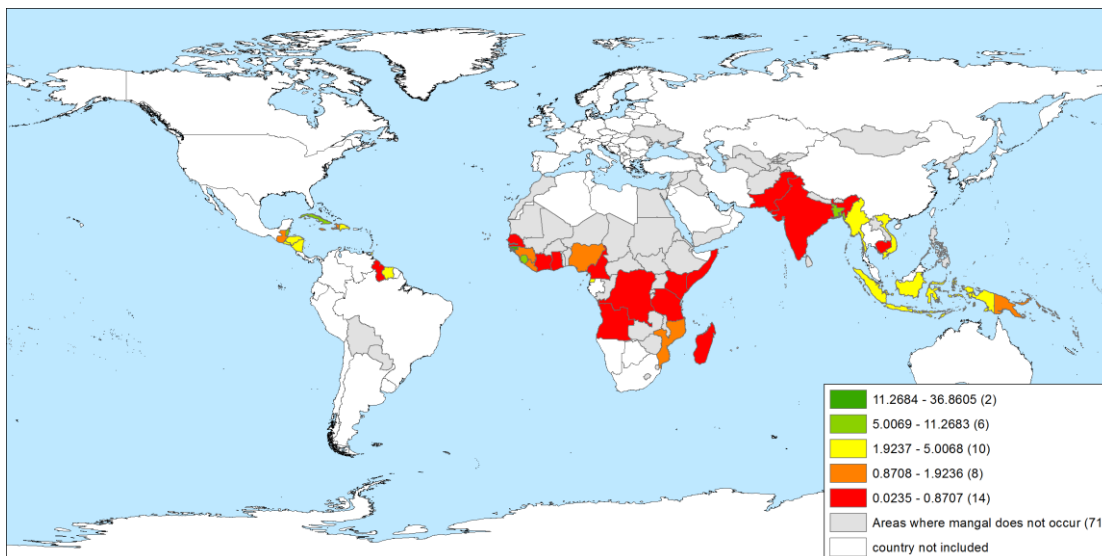 11.2684 - 36.8605 (2)
5.0069 - 11.2683 (6)
1.9237 - 5.0068 (10)
0.8708 - 1.9236 (8)
0.0235 - 0.8707 (14)
Areas where mangal does not occur (71
country not included